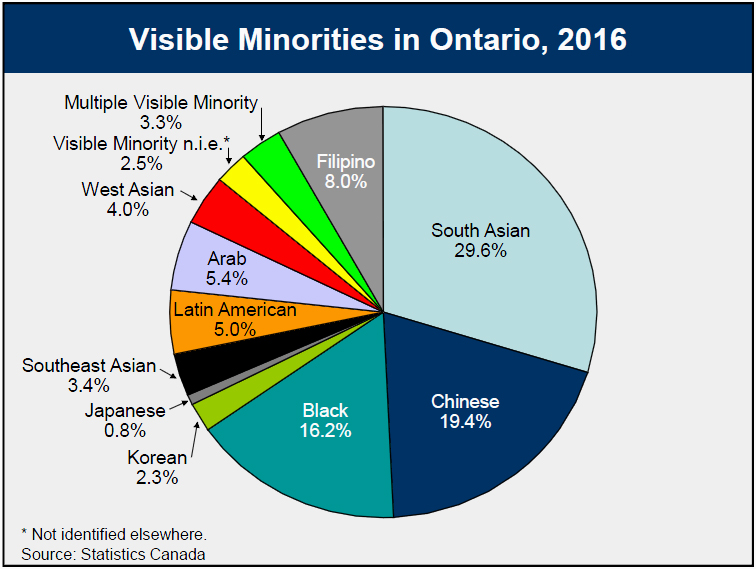 Visible Minorities in Ontario, 2016
Multiple Visible Minority
3.3%
Visible Minority n.i.e.*
2.5%
West Asian
4.0%
Filipino
8.0%
South Asian
29.6%
Arab
5.4%
Latin American
5.0%
Southeast Asian
3.4%
Japanese
0.8%
Korean
2.3%
Black
16.2%
Chinese
19.4%
* Not identified elsewhere.
Source: Statistics Canada